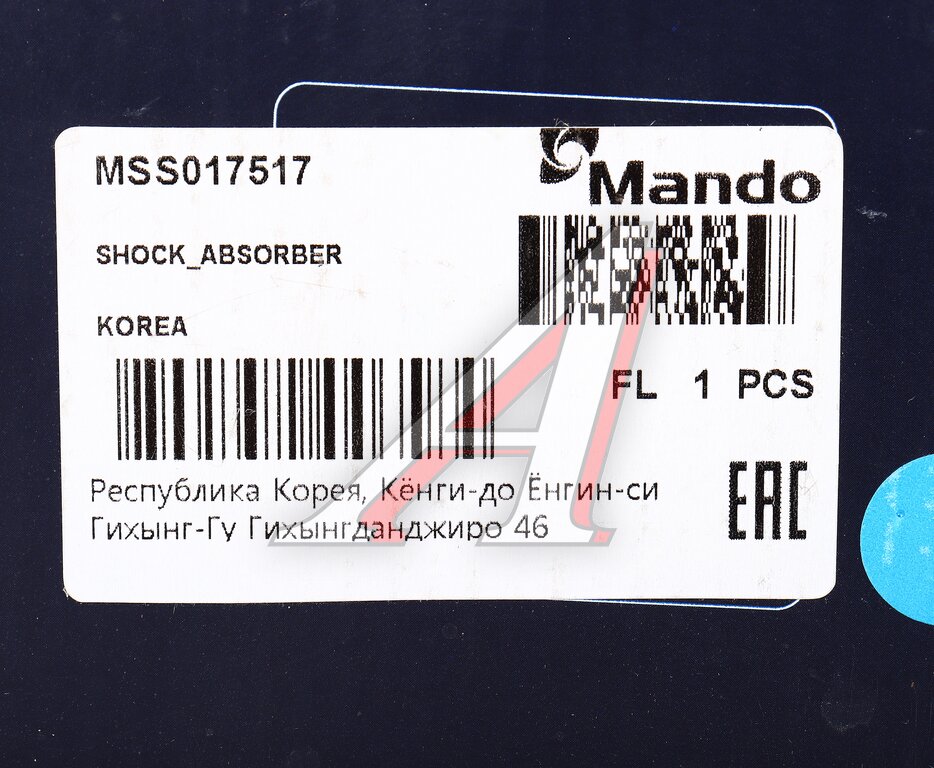 MSS017517
Mando
SHOCK_ABSORBER
KOREA
FL 1 PCS
Республика Корея, Кёнги-до Ёнгин-си
Гихынг-Гу Гихынгданджиро 46
EAC